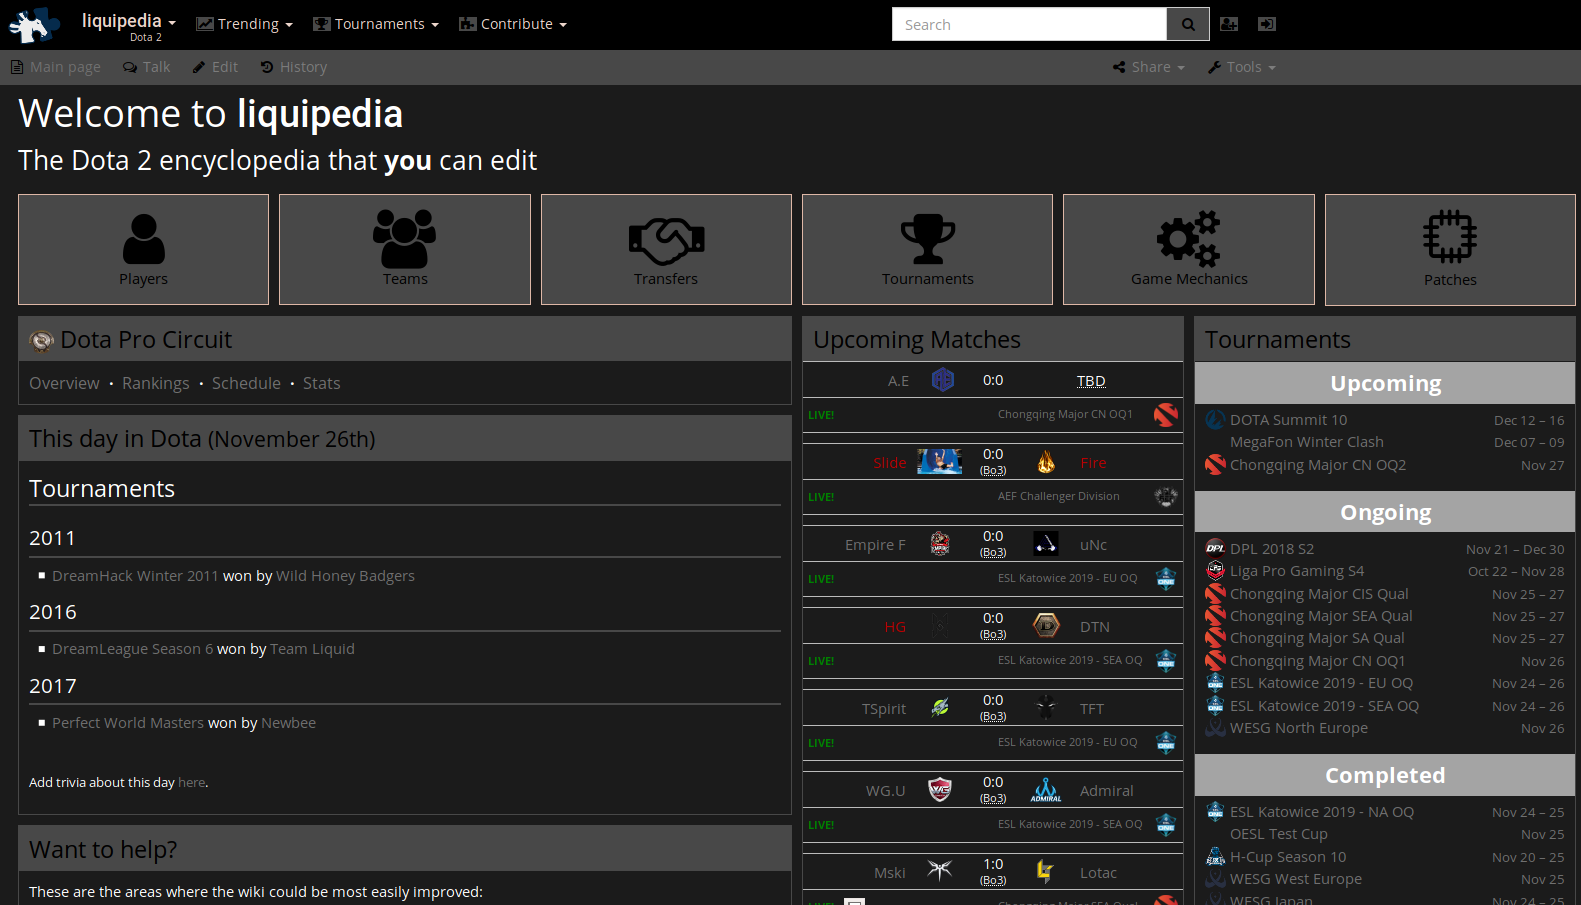 liquipedia
Dota 2
Trending
Tournaments
Contribute
Search
Main page
Talk
Edit
History
Share
Tools
Welcome to liquipedia
The Dota 2 encyclopedia that you can edit
Players
Teams
Transfers
Tournaments
Game Mechanics
Patches
Dota Pro Circuit
Overview • Rankings • Schedule • Stats
This day in Dota (November 26th)
Tournaments
2011
DreamHack Winter 2011 won by Wild Honey Badgers
2016
DreamLeague Season 6 won by Team Liquid
2017
Perfect World Masters won by Newbee
Add trivia about this day here.
Want to help?
These are the areas where the wiki could be most easily improved:
Upcoming Matches
A.E 0:0 TBD
LIVE! Chongqing Major CN OQ1
Slide 0:0 Fire
(Bo3)
LIVE! AEF Challenger Division
Empire F 0:0 uNc
(Bo3)
LIVE! ESL Katowice 2019 - EU OQ
HG 0:0 DTN
(Bo3)
LIVE! ESL Katowice 2019 - SEA OQ
TSpirit 0:0 TFT
(Bo3)
LIVE! ESL Katowice 2019 - EU OQ
WG.U 0:0 Admiral
(Bo3)
LIVE! ESL Katowice 2019 - SEA OQ
Mski 1:0 Lotac
(Bo3)
LIVE! Chongqing Major SEA Qual
Tournaments
Upcoming
DOTA Summit 10 Dec 12 – 16
MegaFon Winter Clash Dec 07 – 09
Chongqing Major CN OQ2 Nov 27
Ongoing
DPL 2018 S2 Nov 21 – Dec 30
Liga Pro Gaming S4 Oct 22 – Nov 28
Chongqing Major CIS Qual Nov 25 – 27
Chongqing Major SEA Qual Nov 25 – 27
Chongqing Major SA Qual Nov 25 – 27
Chongqing Major CN OQ1 Nov 26
ESL Katowice 2019 - EU OQ Nov 24 – 26
ESL Katowice 2019 - SEA OQ Nov 24 – 26
WESG North Europe Nov 26
Completed
ESL Katowice 2019 - NA OQ Nov 24 – 25
OESL Test Cup Nov 25
H-Cup Season 10 Nov 20 – 25
WESG West Europe Nov 25
WESG Japan Nov 24 – 25